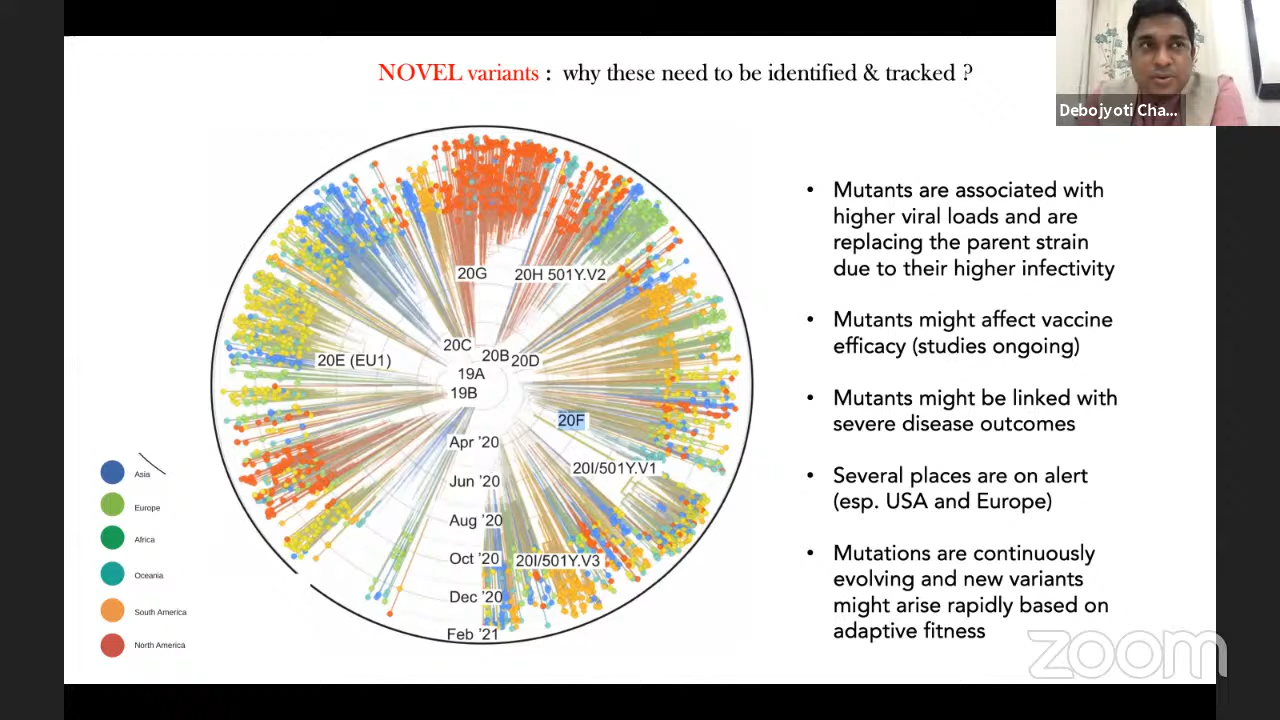 NOVEL variants : why these need to be identified & tracked ?
Debojyoti Cha...
20G
20H 501Y.V2
20C
20B
20D
20E (EU1)
19A
19B
20F
Apr '20
20I/501Y.V1
Jun '20
Aug '20
Oct '20
20I/501Y.V3
Dec '20
Feb '21
Asia
Europe
Africa
Oceania
South America
North America
• Mutants are associated with
higher viral loads and are
replacing the parent strain
due to their higher infectivity
• Mutants might affect vaccine
efficacy (studies ongoing)
• Mutants might be linked with
severe disease outcomes
• Several places are on alert
(esp. USA and Europe)
• Mutations are continuously
evolving and new variants
might arise rapidly based on
adaptive fitness
zoom